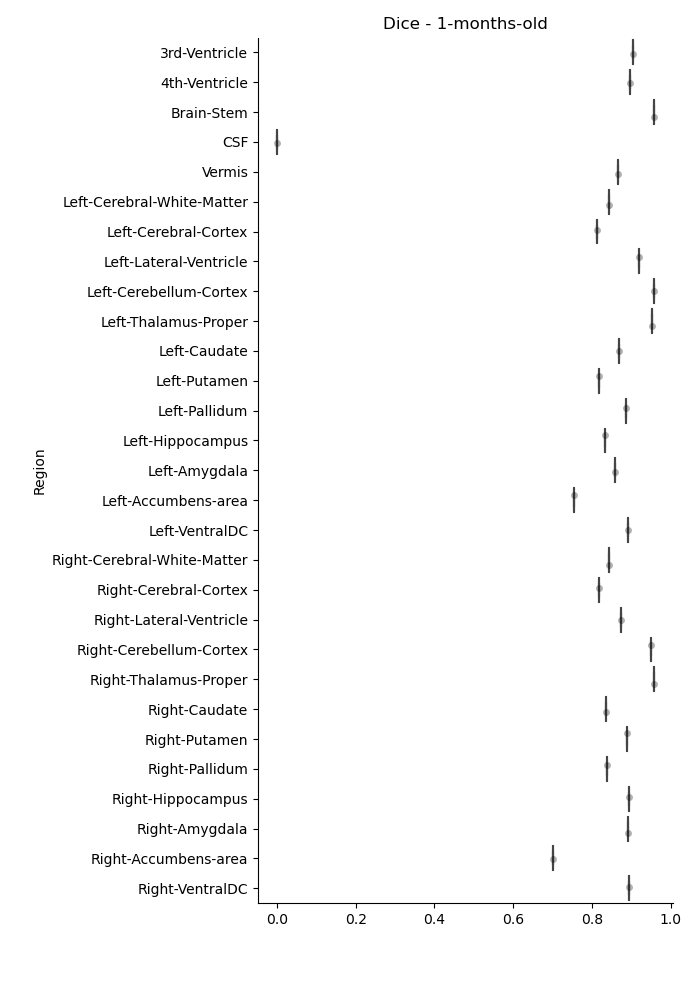 Dice - 1-months-old
3rd-Ventricle
4th-Ventricle
Brain-Stem
CSF
Vermis
Left-Cerebral-White-Matter
Left-Cerebral-Cortex
Left-Lateral-Ventricle
Left-Cerebellum-Cortex
Left-Thalamus-Proper
Left-Caudate
Left-Putamen
Left-Pallidum
Left-Hippocampus
Left-Amygdala
Left-Accumbens-area
Left-VentralDC
Right-Cerebral-White-Matter
Right-Cerebral-Cortex
Right-Lateral-Ventricle
Right-Cerebellum-Cortex
Right-Thalamus-Proper
Right-Caudate
Right-Putamen
Right-Pallidum
Right-Hippocampus
Right-Amygdala
Right-Accumbens-area
Right-VentralDC
Region
0.0 0.2 0.4 0.6 0.8 1.0